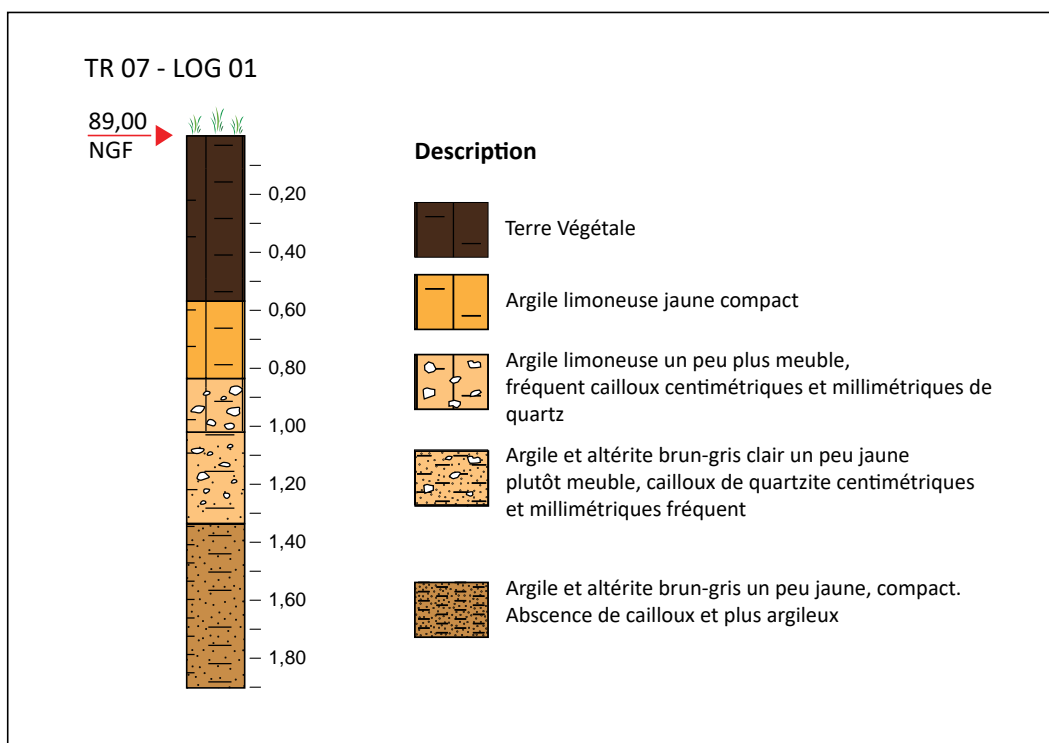 TR 07 - LOG 01
89,00
NGF
0,20
0,40
0,60
0,80
1,00
1,20
1,40
1,60
1,80
Description
Terre Végétale
Argile limoneuse jaune compact
Argile limoneuse un peu plus meuble,
fréquent cailloux centimétriques et millimétriques de
quartz
Argile et altérite brun-gris clair un peu jaune
plutôt meuble, cailloux de quartzite centimétriques
et millimétriques fréquent
Argile et altérite brun-gris un peu jaune, compact.
Absence de cailloux et plus argileux